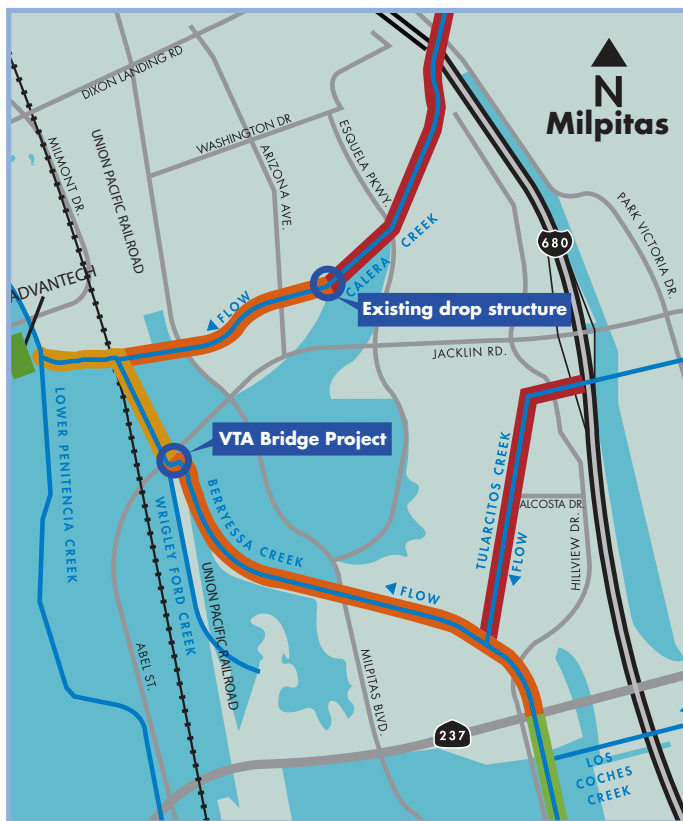 N
Milpitas
DIXON LANDING RD
WASHINGTON DR
ESQUELA PKWY.
ARIZONA AVE.
MILMONT DR.
UNION PACIFIC RAILROAD
PARK VICTORIA DR.
680
CALERA CREEK
ADVANTECH
FLOW
Existing drop structure
JACKLIN RD.
LOWER PENITENCIA CREEK
VTA Bridge Project
BERRYESSA CREEK
WRIGLEY FORD CREEK
UNION PACIFIC RAILROAD
TULARCITOS CREEK
ALCOSTA DR.
HILLVIEW DR.
FLOW
FLOW
ABEL ST.
MILPITAS BLVD.
237
LOS
COCHES
CREEK